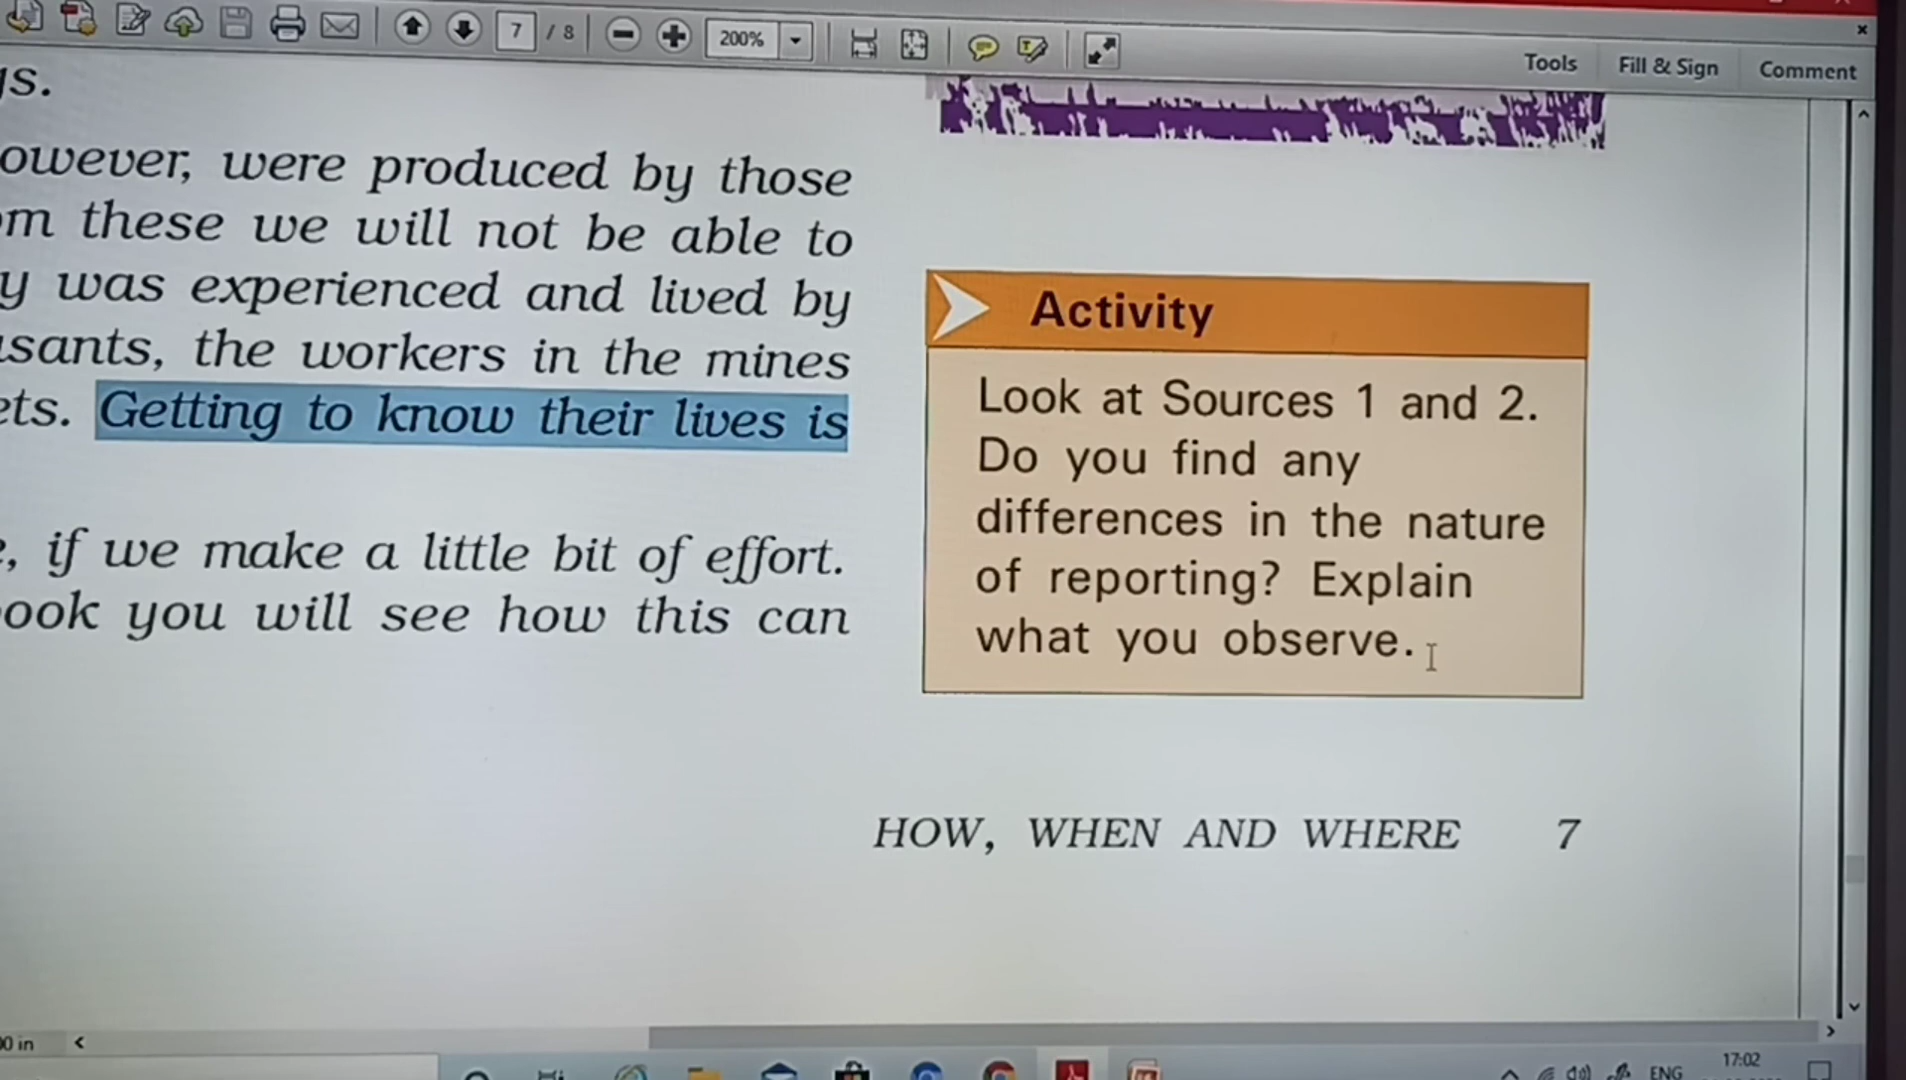 7 / 8
200%
Tools Fill & Sign Comment
were produced by those
these we will not be able to
was experienced and lived by
the workers in the mines
Getting to know their lives is
if we make a little bit of effort.
you will see how this can
Activity
Look at Sources 1 and 2.
Do you find any
differences in the nature
of reporting? Explain
what you observe.
HOW, WHEN AND WHERE 7
in
ENG
17:02